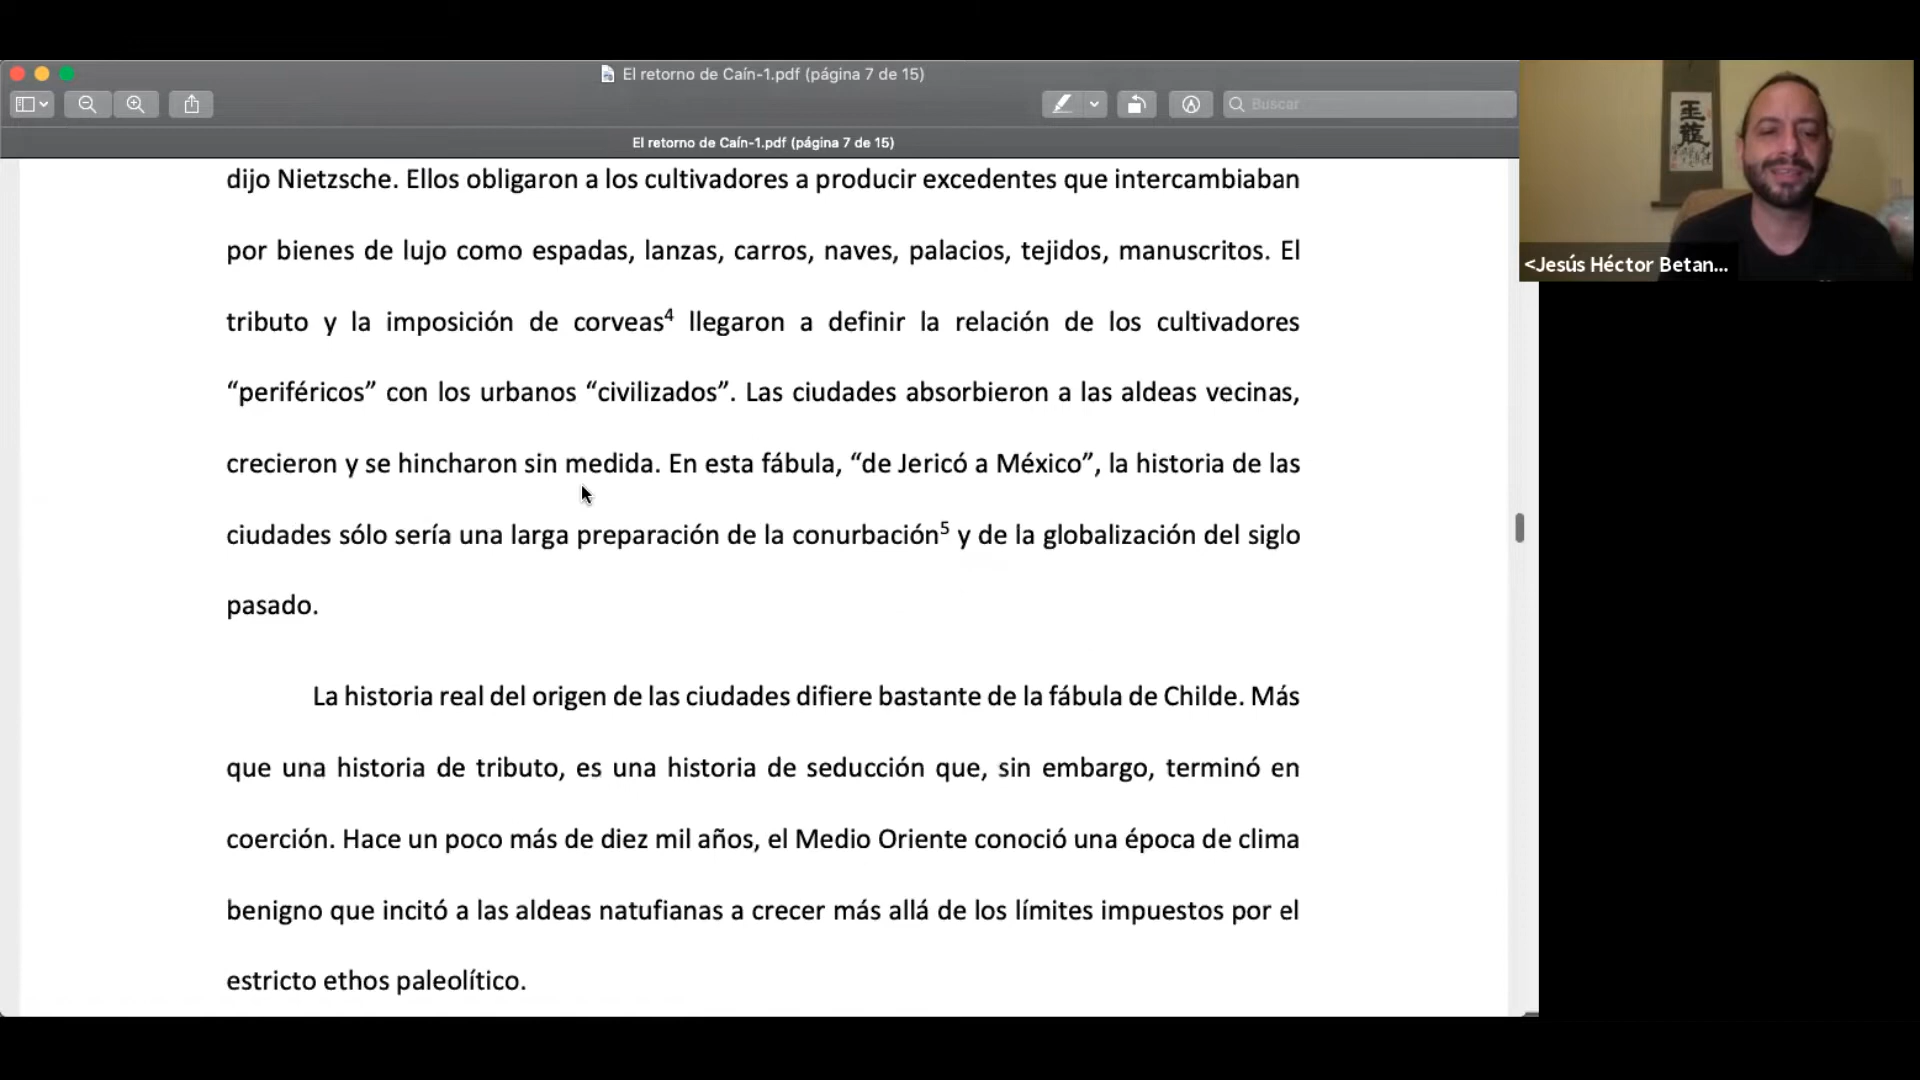 El retorno de Caín-1.pdf (página 7 de 15)
Buscar
El retorno de Caín-1.pdf (página 7 de 15)
dijo Nietzsche. Ellos obligaron a los cultivadores a producir excedentes que intercambiaban
por bienes de lujo como espadas, lanzas, carros, naves, palacios, tejidos, manuscritos. El
tributo y la imposición de corveas⁴ llegaron a definir la relación de los cultivadores
“periféricos” con los urbanos “civilizados”. Las ciudades absorbieron a las aldeas vecinas,
crecieron y se hincharon sin medida. En esta fábula, “de Jericó a México”, la historia de las
ciudades sólo sería una larga preparación de la conurbación⁵ y de la globalización del siglo
pasado.
La historia real del origen de las ciudades difiere bastante de la fábula de Childe. Más
que una historia de tributo, es una historia de seducción que, sin embargo, terminó en
coerción. Hace un poco más de diez mil años, el Medio Oriente conoció una época de clima
benigno que incitó a las aldeas natufianas a crecer más allá de los límites impuestos por el
estricto ethos paleolítico.
<Jesús Héctor Betan...